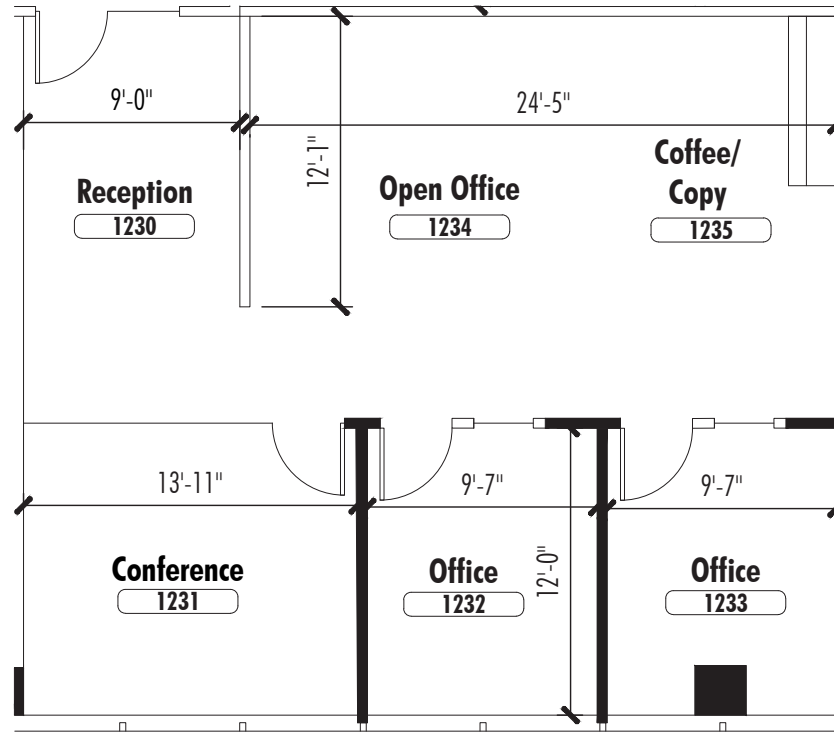 9'-0"
24'-5"
12'-1"
Reception
1230
Open Office
1234
Coffee/
Copy
1235
13'-11"
9'-7"
9'-7"
12'-0"
Conference
1231
Office
1232
Office
1233